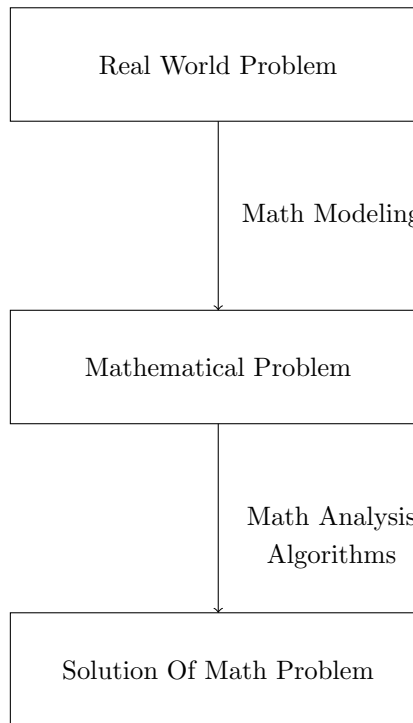 Real World Problem
Math Modeling
Mathematical Problem
Math Analysis
Algorithms
Solution Of Math Problem